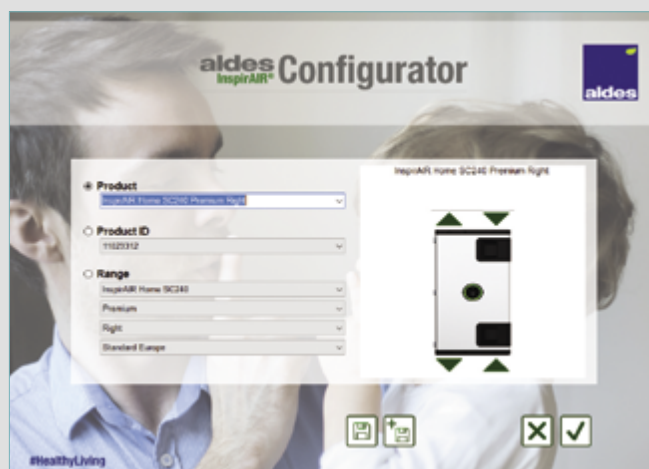 aldes
InspirAIR® Configurator
aldes
InspirAIR Home SC240 Premium Right
Product
InspirAIR Home SC240 Premium Right
Product ID
11023312
Range
InspirAIR Home SC240
Premium
Right
Standard Europe
#HealthyLiving